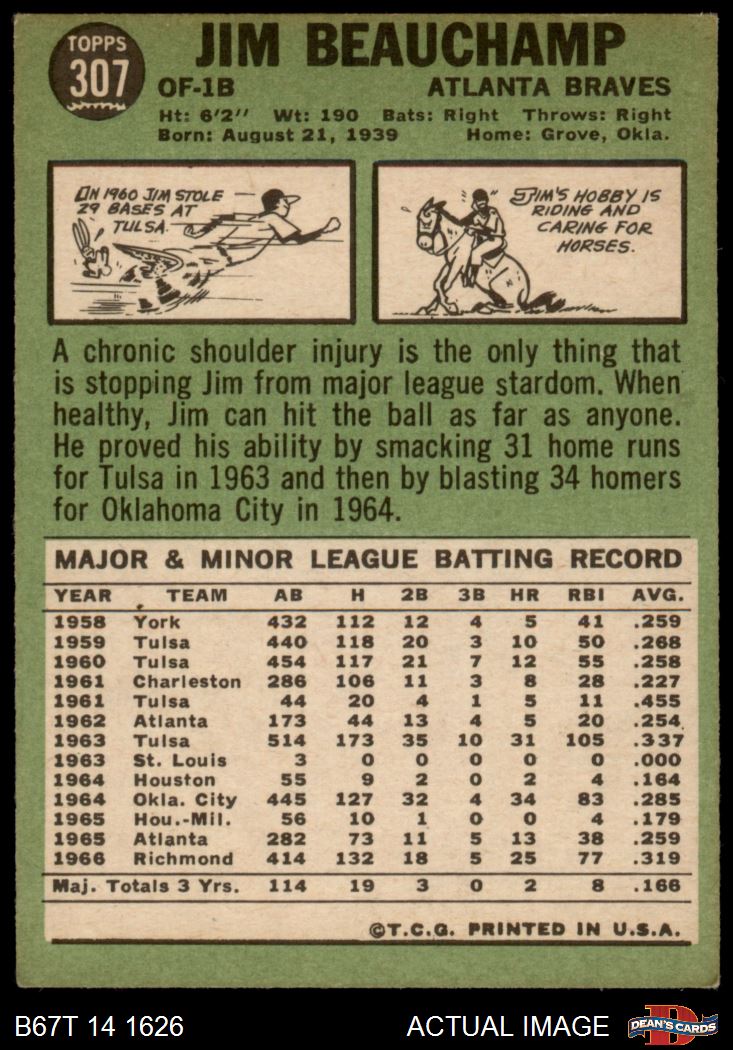 TOPPS
307
JIM BEAUCHAMP
OF-1B ATLANTA BRAVES
Ht: 6'2" Wt: 190 Bats: Right Throws: Right
Born: August 21, 1939 Home: Grove, Okla.
IN 1960 JIM STOLE
29 BASES AT
TULSA.
JIM'S HOBBY IS
RIDING AND
CARING FOR
HORSES.
A chronic shoulder injury is the only thing that
is stopping Jim from major league stardom. When
healthy, Jim can hit the ball as far as anyone.
He proved his ability by smacking 31 home runs
for Tulsa in 1963 and then by blasting 34 homers
for Oklahoma City in 1964.
MAJOR & MINOR LEAGUE BATTING RECORD
YEAR TEAM AB H 2B 3B HR RBI AVG.
1958 York 432 112 12 4 5 41 .259
1959 Tulsa 440 118 20 3 10 50 .268
1960 Tulsa 454 117 21 7 12 55 .258
1961 Charleston 286 106 11 3 8 28 .227
1961 Tulsa 44 20 4 1 5 11 .455
1962 Atlanta 173 44 13 4 5 20 .254
1963 Tulsa 514 173 35 10 31 105 .337
1963 St. Louis 3 0 0 0 0 0 .000
1964 Houston 55 9 2 0 2 4 .164
1964 Okla. City 445 127 32 4 34 83 .285
1965 Hou.-Mil. 56 10 1 0 0 4 .179
1965 Atlanta 282 73 11 5 13 38 .259
1966 Richmond 414 132 18 5 25 77 .319
Maj. Totals 3 Yrs. 114 19 3 0 2 8 .166
©T.C.G. PRINTED IN U.S.A.
B67T 14 1626 ACTUAL IMAGE DEAN'S CARDS